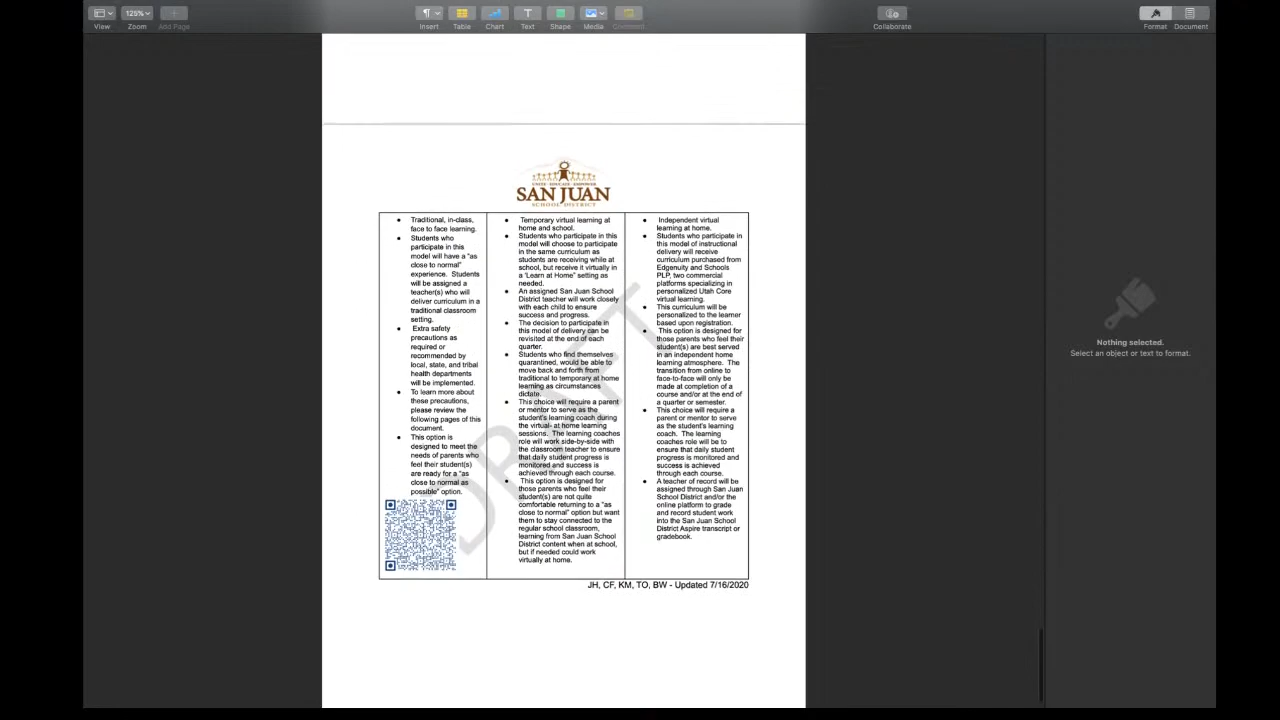 View
125%
Zoom
Add Page
Insert
Table
Chart
T
Text
Shape
Media
Comment
Collaborate
Format
Document
UNITE · EDUCATE · EMPOWER
SAN JUAN
SCHOOL DISTRICT
● Traditional, in-class,
face to face learning.
● Students who
participate in this
model will have a “as
close to normal”
experience. Students
will be assigned a
teacher(s) who will
deliver curriculum in a
traditional classroom
setting.
● Extra safety
precautions as
required or
recommended by
local, state, and tribal
health departments
will be implemented.
● To learn more about
these precautions,
please review the
following pages of this
document.
● This option is
designed to meet the
needs of parents who
feel their student(s)
are ready for a “as
close to normal as
possible” option.
● Temporary virtual learning at
home and school.
● Students who participate in this
model will choose to participate
in the same curriculum as
students are receiving while at
school, but receive it virtually in
a 'Learn at Home” setting as
needed.
● An assigned San Juan School
District teacher will work closely
with each child to ensure
success and progress.
● The decision to participate in
this model of delivery can be
revisited at the end of each
quarter.
● Students who find themselves
quarantined, would be able to
move back and forth from
traditional to temporary at home
learning as circumstances
dictate.
● This choice will require a parent
or mentor to serve as the
student's learning coach during
the virtual- at home learning
sessions. The learning coaches
role will work side-by-side with
the classroom teacher to ensure
that daily student progress is
monitored and success is
achieved through each course.
● This option is designed for
those parents who feel their
student(s) are not quite
comfortable returning to a “as
close to normal” option but want
them to stay connected to the
regular school classroom,
learning from San Juan School
District content when at school,
but if needed could work
virtually at home.
● Independent virtual
learning at home.
● Students who participate in
this model of instructional
delivery will receive
curriculum purchased from
Edgenuity and Schools
PLP, two commercial
platforms specializing in
personalized Utah Core
virtual learning.
● This curriculum will be
personalized to the learner
based upon registration.
● This option is designed for
those parents who feel their
student(s) are best served
in an independent home
learning atmosphere. The
transition from online to
face-to-face will only be
made at completion of a
course and/or at the end of
a quarter or semester.
● This choice will require a
parent or mentor to serve
as the student's learning
coach. The learning
coaches role will be to
ensure that daily student
progress is monitored and
success is achieved
through each course.
● A teacher of record will be
assigned through San Juan
School District and/or the
online platform to grade
and record student work
into the San Juan School
District Aspire transcript or
gradebook.
DRAFT
JH, CF, KM, TO, BW - Updated 7/16/2020
Nothing selected.
Select an object or text to format.